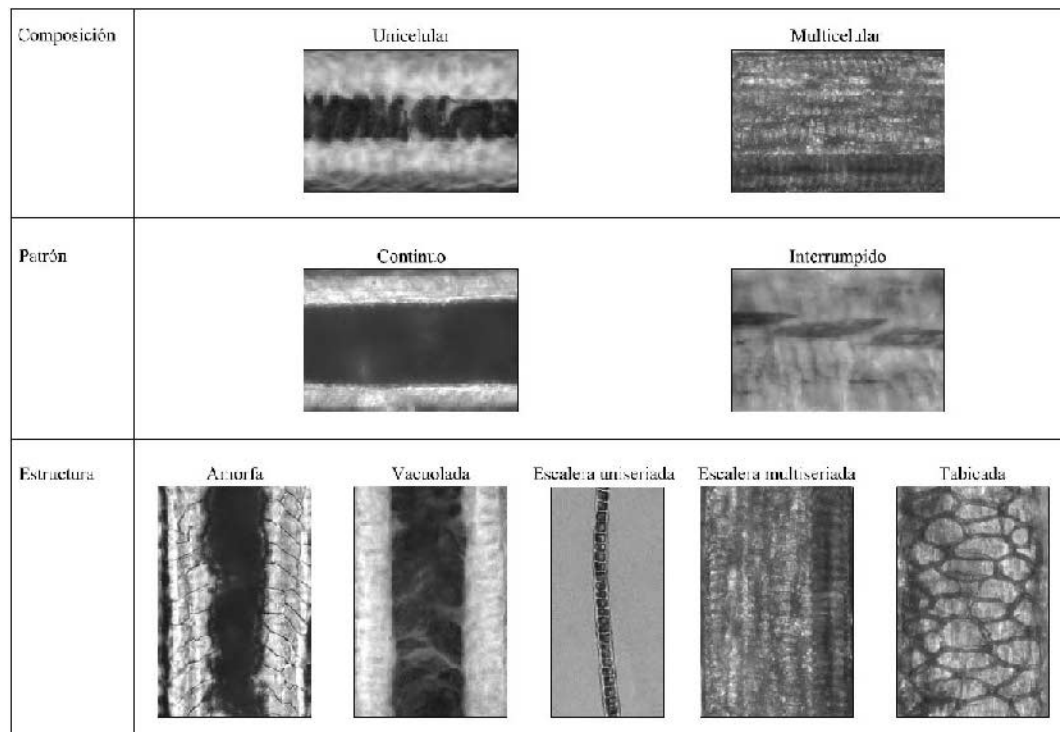 Composición Unicelular Multicelular
Patrón Continuo Interrumpido
Estructura Amorfa Vacuolada Escalera uniseriada Escalera multiseriada Tabicada